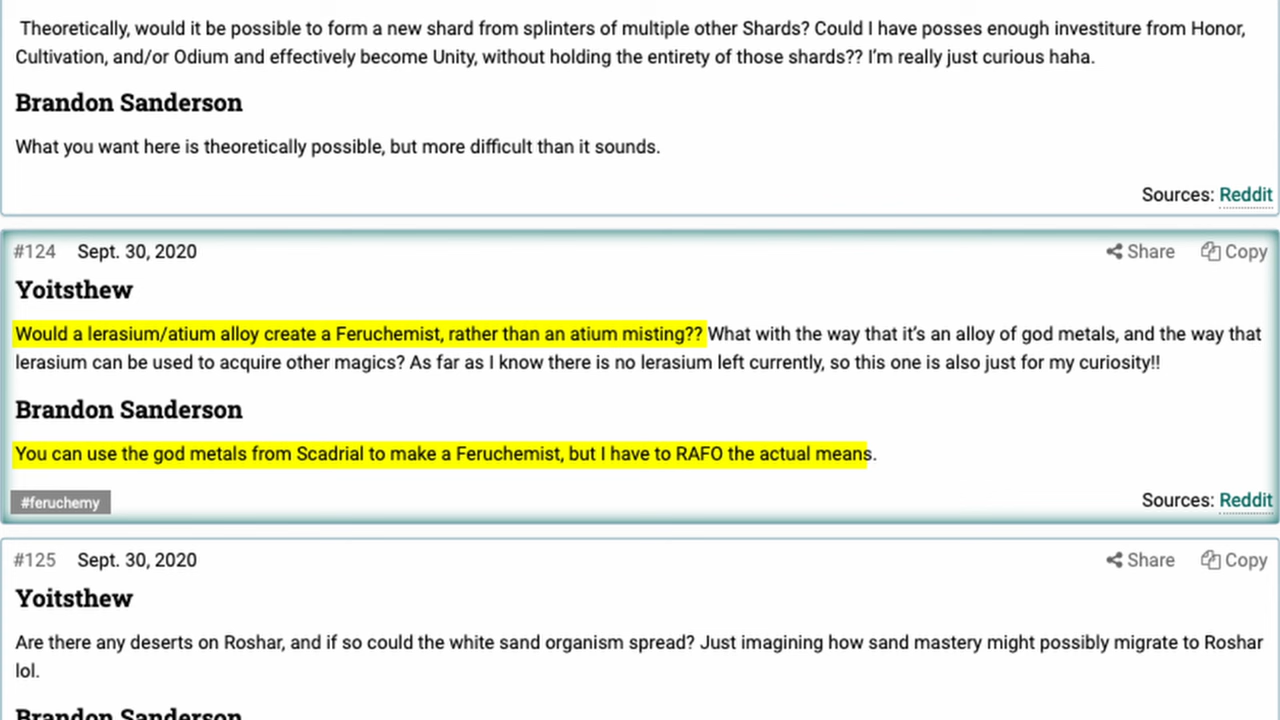 Theoretically, would it be possible to form a new shard from splinters of multiple other Shards? Could I have posses enough investiture from Honor,
Cultivation, and/or Odium and effectively become Unity, without holding the entirety of those shards?? I'm really just curious haha.
Brandon Sanderson
What you want here is theoretically possible, but more difficult than it sounds.
Sources: Reddit
#124 Sept. 30, 2020 Share Copy
Yoitsthew
Would a lerasium/atium alloy create a Feruchemist, rather than an atium misting?? What with the way that it's an alloy of god metals, and the way that
lerasium can be used to acquire other magics? As far as I know there is no lerasium left currently, so this one is also just for my curiosity!!
Brandon Sanderson
You can use the god metals from Scadrial to make a Feruchemist, but I have to RAFO the actual means.
#feruchemy Sources: Reddit
#125 Sept. 30, 2020 Share Copy
Yoitsthew
Are there any deserts on Roshar, and if so could the white sand organism spread? Just imagining how sand mastery might possibly migrate to Roshar
lol.
Brandon Sanderson